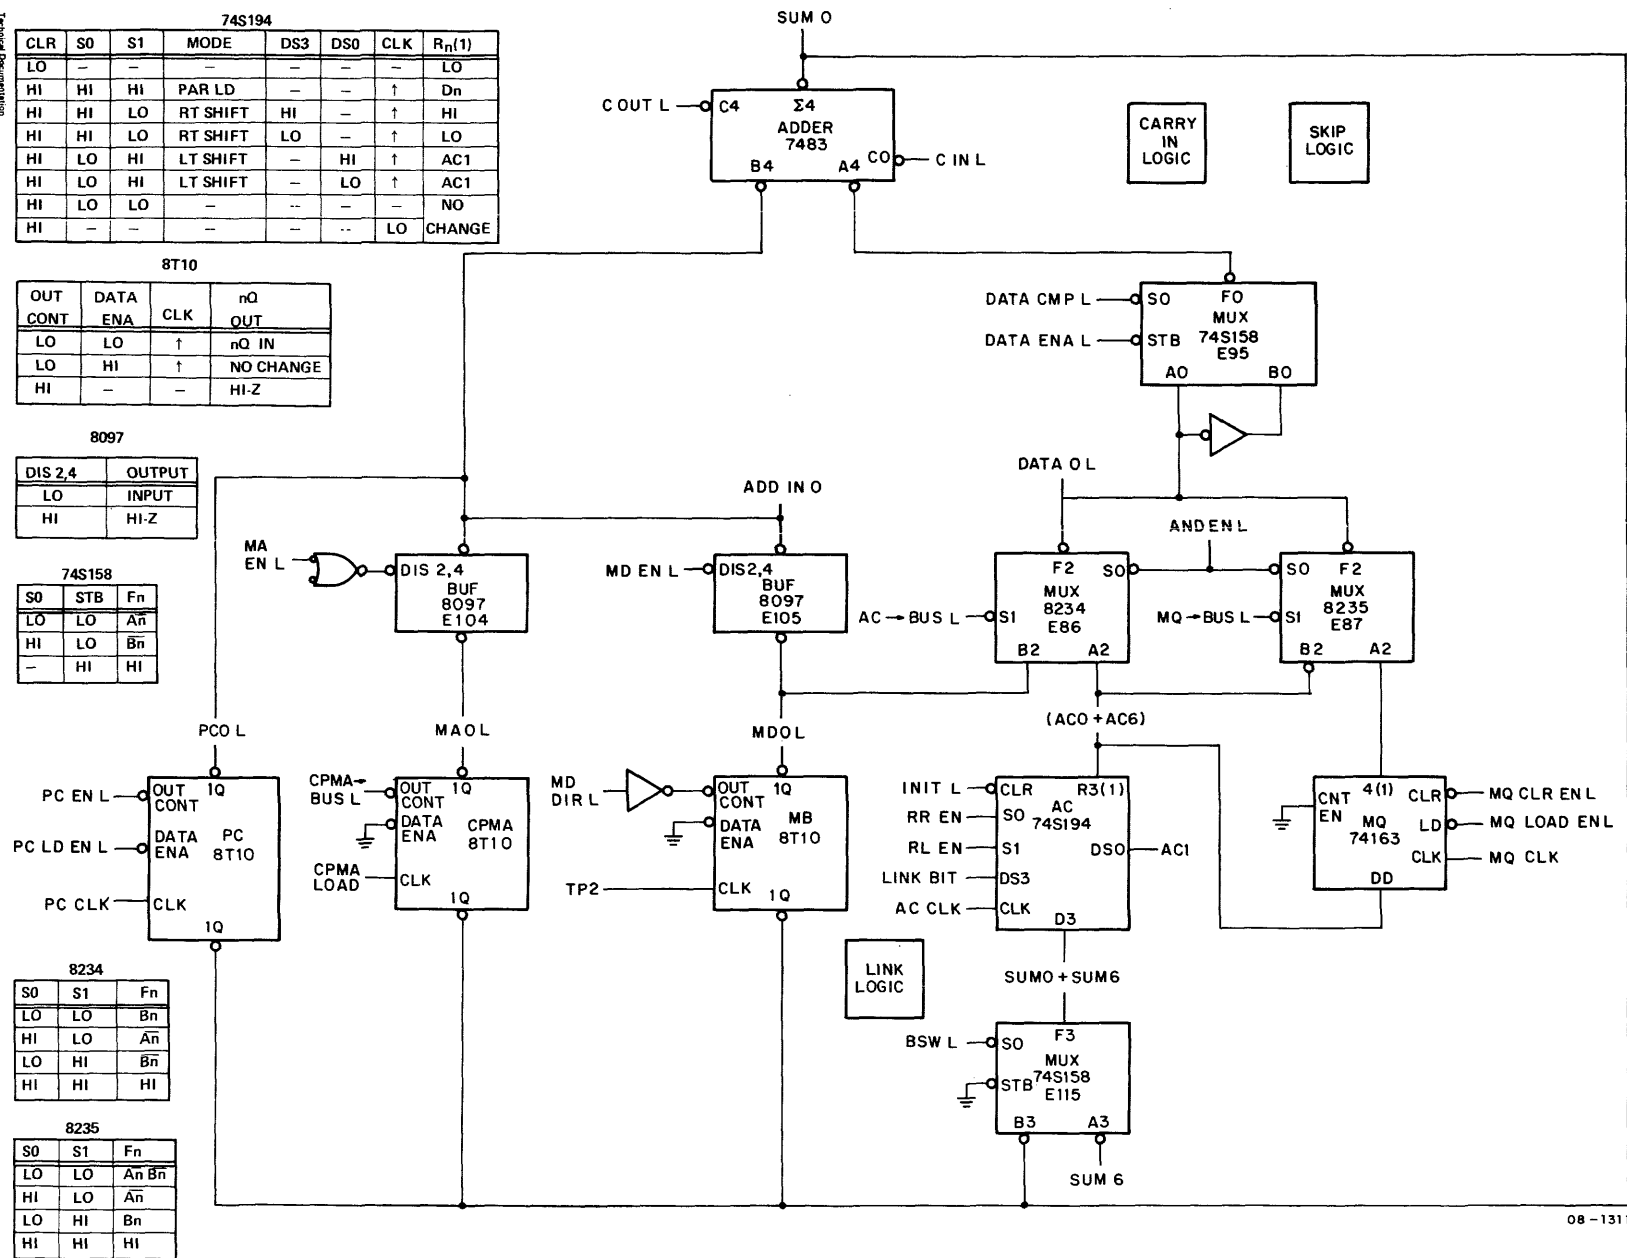 Technical Documentation
74S194
CLR S0 S1 MODE DS3 DS0 CLK Rn(1)
LO – – – – – – LO
HI HI HI PAR LD – – ↑ Dn
HI HI LO RT SHIFT HI – ↑ HI
HI HI LO RT SHIFT LO – ↑ LO
HI LO HI LT SHIFT – HI ↑ AC1
HI LO HI LT SHIFT – LO ↑ AC1
HI LO LO – -- – – NO
HI – – – – -- LO CHANGE
8T10
OUT CONT DATA ENA CLK nQ OUT
LO LO ↑ nQ IN
LO HI ↑ NO CHANGE
HI – – HI-Z
8097
DIS 2,4 OUTPUT
LO INPUT
HI HI-Z
74S158
S0 STB Fn
LO LO A̅n̅
HI LO B̅n̅
– HI HI
8234
S0 S1 Fn
LO LO Bn
HI LO A̅n̅
LO HI B̅n̅
HI HI HI
8235
S0 S1 Fn
LO LO A̅n̅ B̅n̅
HI LO A̅n̅
LO HI Bn
HI HI HI
SUM 0
C OUT L
C4
Σ4
ADDER
7483
B4
A4
C0
C IN L
CARRY
IN
LOGIC
SKIP
LOGIC
DATA CMP L
DATA ENA L
S0
STB
F0
MUX
74S158
E95
A0
B0
DATA 0 L
AND EN L
ADD IN 0
MA
EN L
DIS 2,4
BUF
8097
E104
MD EN L
DIS2,4
BUF
8097
E105
AC→BUS L
F2
S0
MUX
8234
E86
S1
B2
A2
MQ→BUS L
S0
F2
MUX
8235
E87
S1
B2
A2
(AC0 + AC6)
PC0 L
MA0 L
MD0 L
PC EN L
PC LD EN L
PC CLK
OUT
CONT
1Q
DATA
ENA
PC
8T10
CLK
1Q
CPMA→
BUS L
CPMA
LOAD
OUT
CONT
1Q
DATA
ENA
CPMA
8T10
CLK
1Q
MD
DIR L
TP2
OUT
CONT
1Q
DATA
ENA
MB
8T10
CLK
1Q
INIT L
RR EN
RL EN
LINK BIT
AC CLK
CLR
R3(1)
AC
74S194
S0
S1
DS3
CLK
DS0
AC1
D3
CNT
EN
4(1)
MQ
74163
CLR
LD
CLK
DD
MQ CLR EN L
MQ LOAD EN L
MQ CLK
LINK
LOGIC
SUM0 + SUM6
BSW L
S0
STB
F3
MUX
74S158
E115
B3
A3
SUM 6
08-131